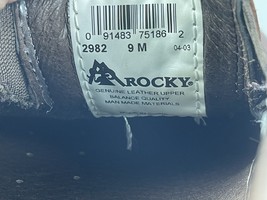 0 91483 75186 2
2982 9 M 04-03
ROCKY
GENUINE LEATHER UPPER
BALANCE QUALITY
MAN MADE MATERIALS